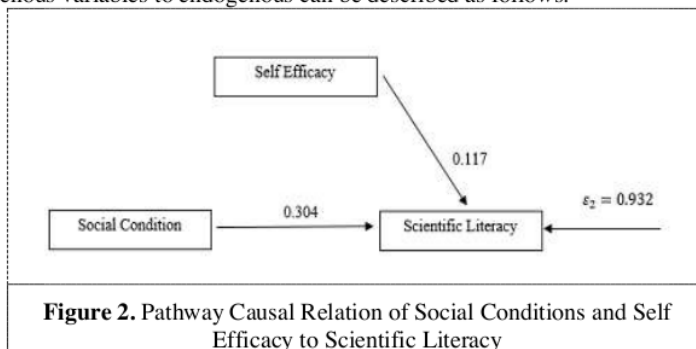 enous variables to endogenous can be described as follows.
Self Efficacy
0.117
ε₂ = 0.932
0.304
Social Condition
Scientific Literacy
Figure 2. Pathway Causal Relation of Social Conditions and Self
Efficacy to Scientific Literacy